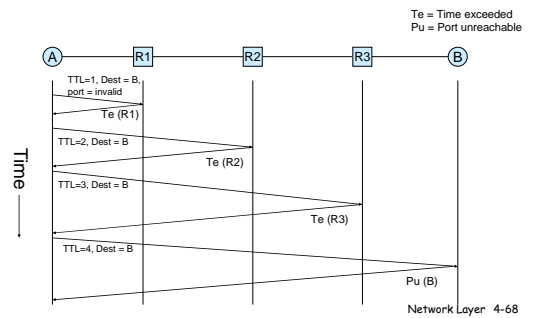 Te = Time exceeded
Pu = Port unreachable
A
R1
R2
R3
B
TTL=1, Dest = B,
port = invalid
Te (R1)
TTL=2, Dest = B
Te (R2)
TTL=3, Dest = B
Te (R3)
TTL=4, Dest = B
Pu (B)
Time
Network Layer 4-68